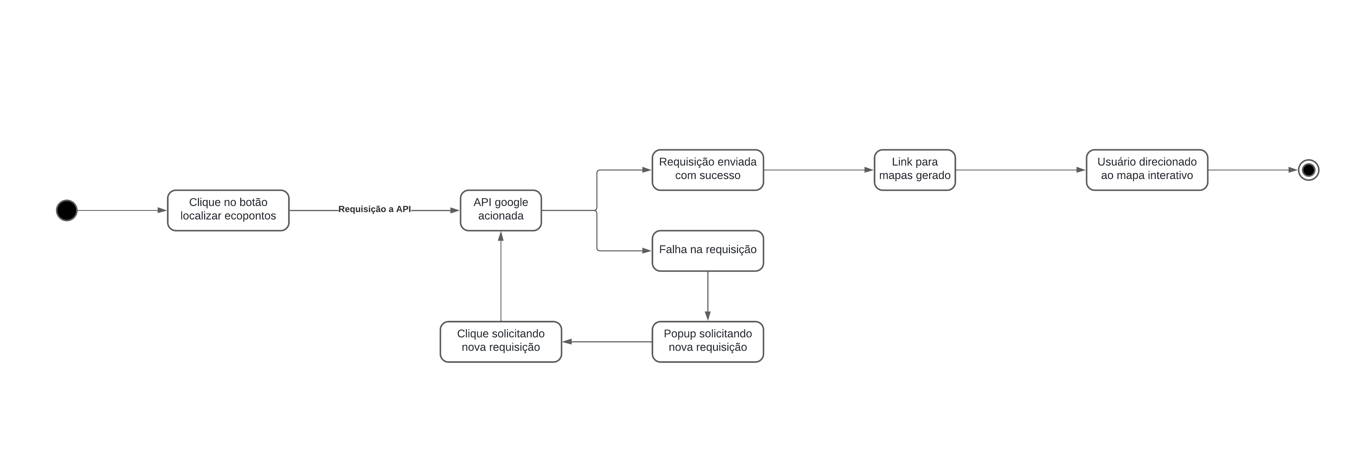 Clique no botão
localizar ecopontos
Requisição a API
API google
acionada
Requisição enviada
com sucesso
Link para
mapas gerado
Usuário direcionado
ao mapa interativo
Falha na requisição
Popup solicitando
nova requisição
Clique solicitando
nova requisição